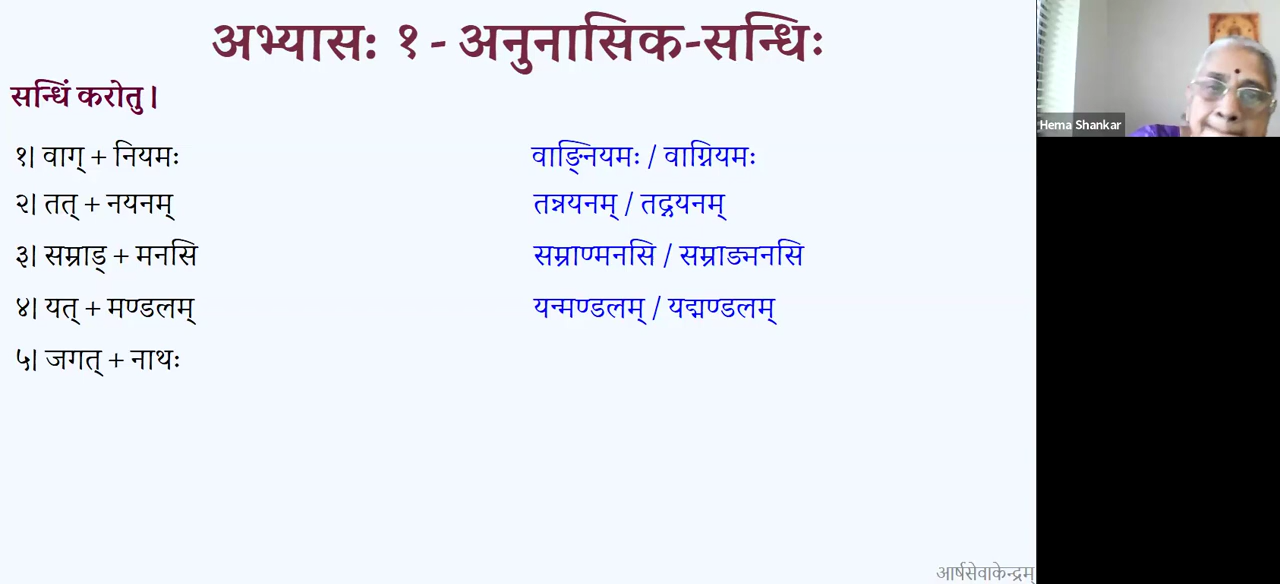 अभ्यासः १ - अनुनासिक-सन्धिः
सन्धिं करोतु।
१। वाग् + नियमः वाङ्नियमः / वाग्नियमः
२। तत् + नयनम् तन्नयनम् / तद्नयनम्
३। सम्राड् + मनसि सम्राण्मनसि / सम्राड्मनसि
४। यत् + मण्डलम् यन्मण्डलम् / यद्मण्डलम्
५। जगत् + नाथः
Hema Shankar
आर्षसेवाकेन्द्रम्